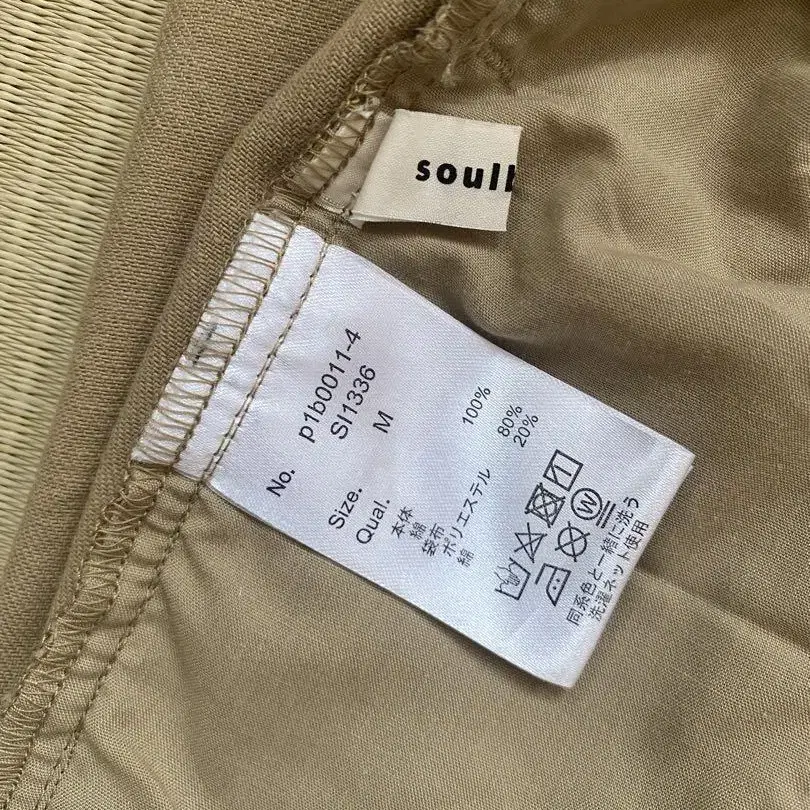 soull
No. p1b0011-4
SI1336
Size. M
Qual.
本体
綿 100%
袋布
ポリエステル 80%
綿 20%
W
同系色と一緒に洗う
洗濯ネット使用